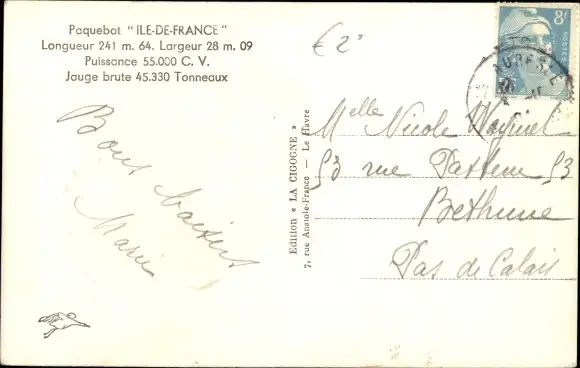 Paquebot "ILE-DE-FRANCE"
Longueur 241 m. 64. Largeur 28 m. 09
Puissance 55.000 C. V.
Jauge brute 45.330 Tonneaux
€ 2
8f
POSTES
Bons baisers
Marie
Edition « LA CIGOGNE »
7, rue Anatole-France — Le Havre
Melle Nicole
53 rue Pasteur 53
Bethune
Pas de Calais